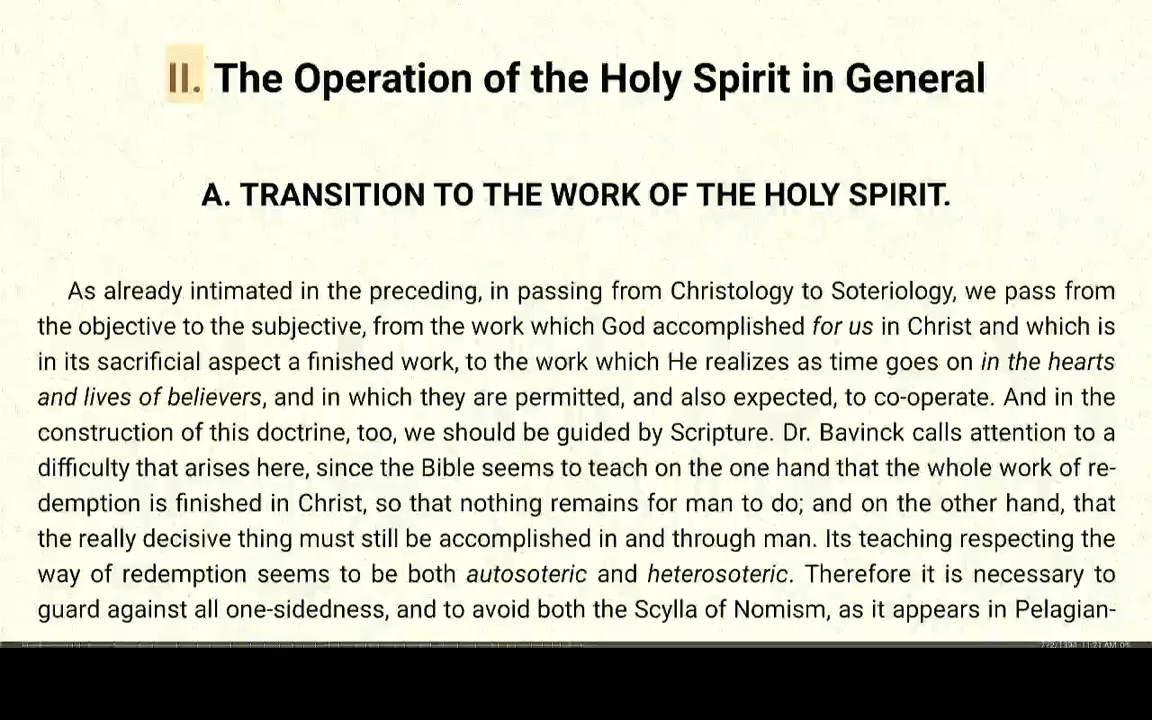 II. The Operation of the Holy Spirit in General
A. TRANSITION TO THE WORK OF THE HOLY SPIRIT.
As already intimated in the preceding, in passing from Christology to Soteriology, we pass from
the objective to the subjective, from the work which God accomplished for us in Christ and which is
in its sacrificial aspect a finished work, to the work which He realizes as time goes on in the hearts
and lives of believers, and in which they are permitted, and also expected, to co-operate. And in the
construction of this doctrine, too, we should be guided by Scripture. Dr. Bavinck calls attention to a
difficulty that arises here, since the Bible seems to teach on the one hand that the whole work of re-
demption is finished in Christ, so that nothing remains for man to do; and on the other hand, that
the really decisive thing must still be accomplished in and through man. Its teaching respecting the
way of redemption seems to be both autosoteric and heterosoteric. Therefore it is necessary to
guard against all one-sidedness, and to avoid both the Scylla of Nomism, as it appears in Pelagian-